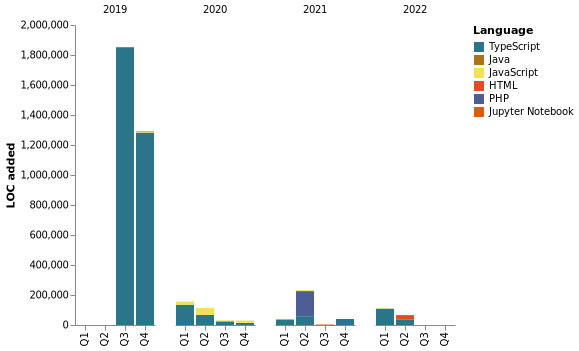 2019 2020 2021 2022
Language
TypeScript
Java
JavaScript
HTML
PHP
Jupyter Notebook
LOC added
2,000,000
1,800,000
1,600,000
1,400,000
1,200,000
1,000,000
800,000
600,000
400,000
200,000
0
Q1 Q2 Q3 Q4 Q1 Q2 Q3 Q4 Q1 Q2 Q3 Q4 Q1 Q2 Q3 Q4